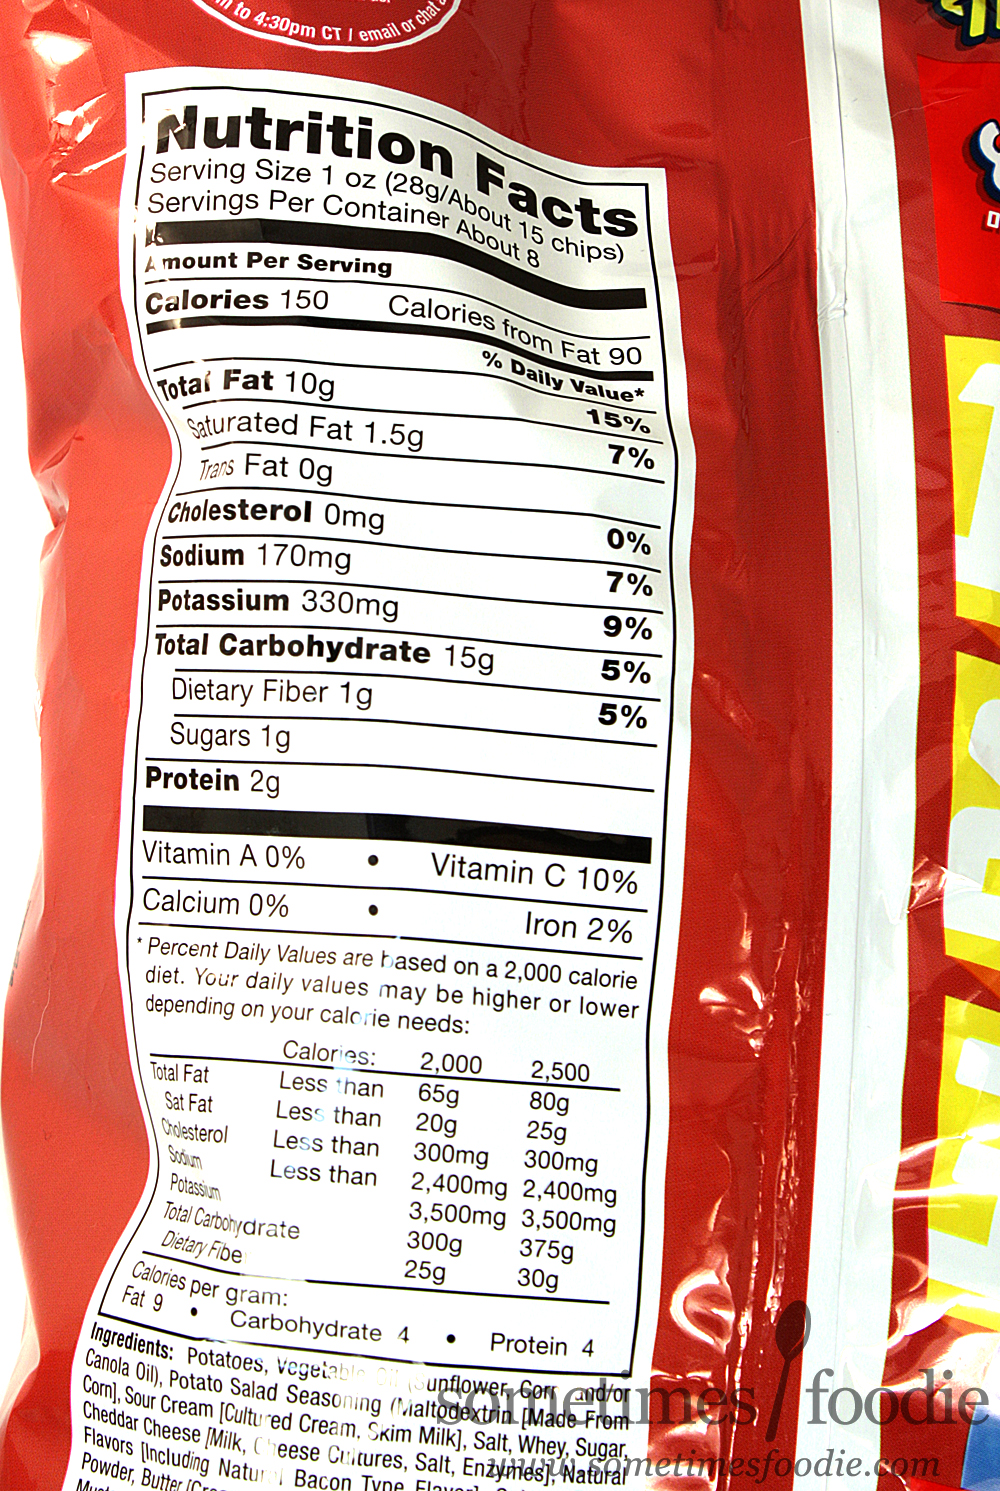 to 4:30pm CT | email or chat
Nutrition Facts
Serving Size 1 oz (28g/About 15 chips)
Servings Per Container About 8
Amount Per Serving
Calories 150 Calories from Fat 90
% Daily Value*
Total Fat 10g 15%
Saturated Fat 1.5g 7%
Trans Fat 0g
Cholesterol 0mg 0%
Sodium 170mg 7%
Potassium 330mg 9%
Total Carbohydrate 15g 5%
Dietary Fiber 1g 5%
Sugars 1g
Protein 2g
Vitamin A 0% • Vitamin C 10%
Calcium 0% • Iron 2%
* Percent Daily Values are based on a 2,000 calorie
diet. Your daily values may be higher or lower
depending on your calorie needs:
Calories: 2,000 2,500
Total Fat Less than 65g 80g
Sat Fat Less than 20g 25g
Cholesterol Less than 300mg 300mg
Sodium Less than 2,400mg 2,400mg
Potassium 3,500mg 3,500mg
Total Carbohydrate 300g 375g
Dietary Fiber 25g 30g
Calories per gram:
Fat 9 • Carbohydrate 4 • Protein 4
Ingredients: Potatoes, Vegetable Oil (Sunflower, Corn and/or
Canola Oil), Potato Salad Seasoning (Maltodextrin [Made From
Corn], Sour Cream [Cultured Cream, Skim Milk], Salt, Whey, Sugar,
Cheddar Cheese [Milk, Cheese Cultures, Salt, Enzymes], Natural
Flavors [Including Natural Bacon Type Flavor],
Powder, Butter
sometimes foodie
www.sometimesfoodie.com